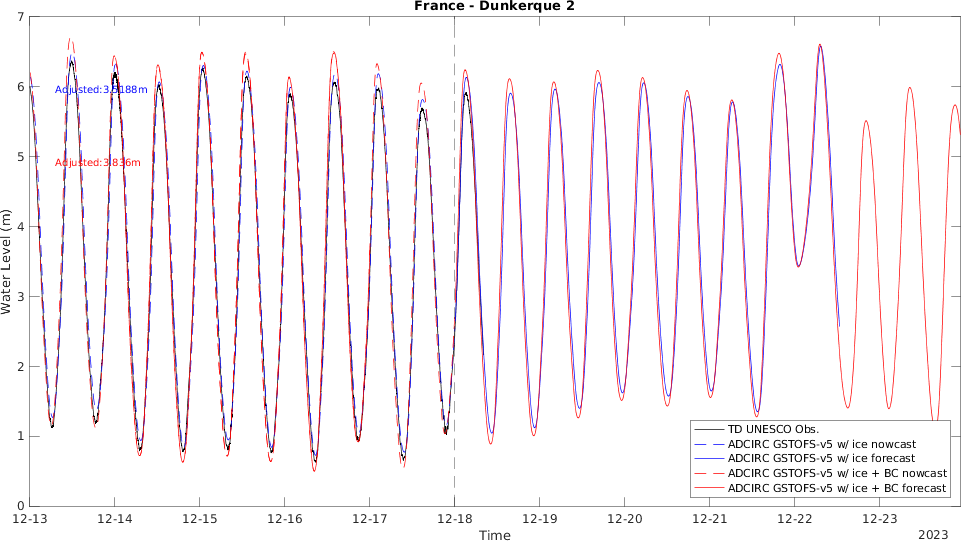 France - Dunkerque 2
7
6
5
4
3
2
1
0
Water Level (m)
Adjusted:3.5188m
Adjusted:3.836m
TD UNESCO Obs.
ADCIRC GSTOFS-v5 w/ ice nowcast
ADCIRC GSTOFS-v5 w/ ice forecast
ADCIRC GSTOFS-v5 w/ ice + BC nowcast
ADCIRC GSTOFS-v5 w/ ice + BC forecast
12-13 12-14 12-15 12-16 12-17 12-18 12-19 12-20 12-21 12-22 12-23
Time
2023